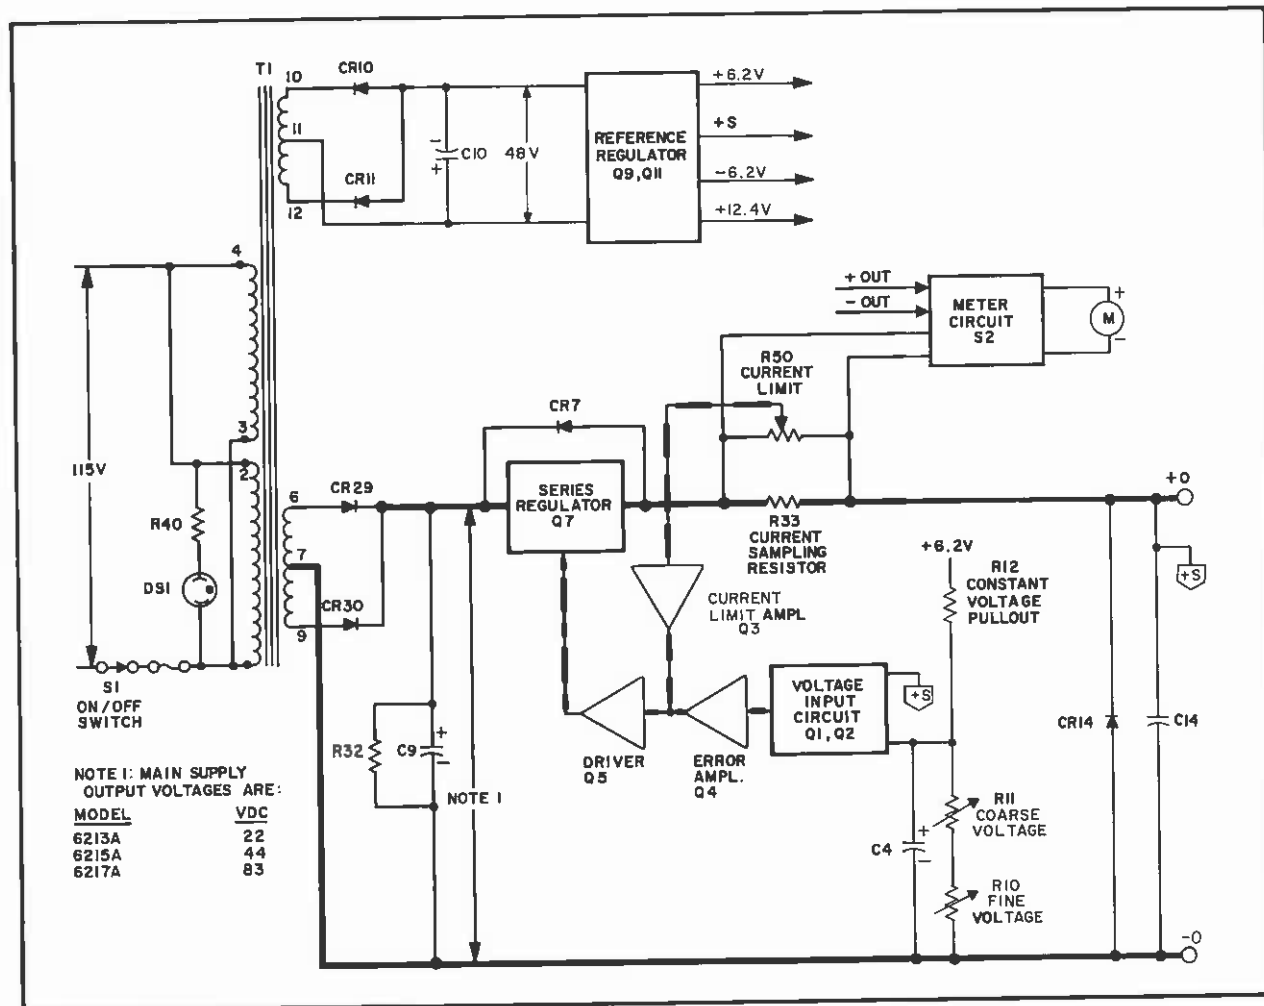 T1
10
CR10
11
CR11
12
C10
-
+
48V
REFERENCE
REGULATOR
Q9,Q11
+6.2V
+S
-6.2V
+12.4V
4
3
2
115V
R40
DS1
S1
ON/OFF
SWITCH
6
7
9
CR29
CR30
CR7
SERIES
REGULATOR
Q7
R50
CURRENT
LIMIT
+ OUT
- OUT
METER
CIRCUIT
S2
+
M
-
R33
CURRENT
SAMPLING
RESISTOR
+O
+S
CURRENT
LIMIT AMPL
Q3
+6.2V
R12
CONSTANT
VOLTAGE
PULLOUT
VOLTAGE
INPUT
CIRCUIT
Q1, Q2
+S
DRIVER
Q5
ERROR
AMPL.
Q4
R32
C9
+
-
NOTE 1
C4
+
-
R11
COARSE
VOLTAGE
R10
FINE
VOLTAGE
CR14
C14
-O
NOTE 1: MAIN SUPPLY
OUTPUT VOLTAGES ARE:
MODEL VDC
6213A 22
6215A 44
6217A 83